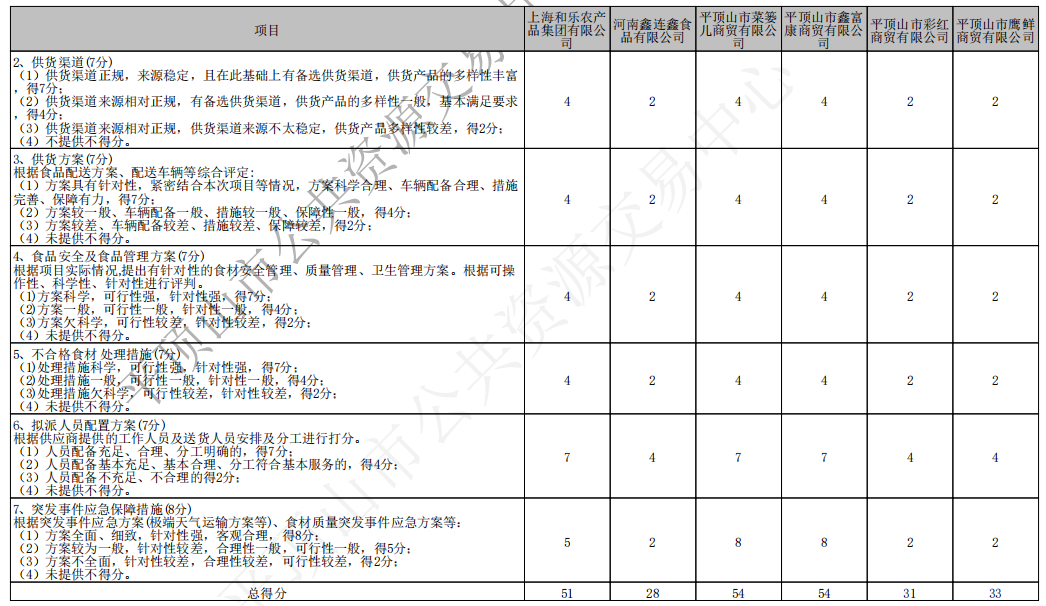 项目
上海和乐农产
品集团有限公
司
河南鑫连鑫食
品有限公司
平顶山市菜篓
儿商贸有限公
司
平顶山市鑫富
康商贸有限公
司
平顶山市彩红
商贸有限公司
平顶山市鹰鲜
商贸有限公司
2、供货渠道(7分)
(1) 供货渠道正规, 来源稳定, 且在此基础上有备选供货渠道, 供货产品的多样性丰富
, 得7分;
(2) 供货渠道来源相对正规, 有备选供货渠道, 供货产品的多样性一般, 基本满足要求
, 得4分;
(3) 供货渠道来源相对正规, 供货渠道来源不太稳定, 供货产品多样性较差, 得2分;
(4) 不提供不得分。
4 2 4 4 2 2
3、供货方案(7分)
根据食品配送方案、配送车辆等综合评定:
(1) 方案具有针对性, 紧密结合本次项目等情况, 方案科学合理、车辆配备合理、措施
完善、保障有力, 得7分;
(2) 方案较一般、车辆配备一般、措施较一般、保障性一般, 得4分;
(3) 方案较差、车辆配备较差、措施较差、保障较差, 得2分;
(4) 未提供不得分。
4 2 4 4 2 2
4、食品安全及食品管理方案(7分)
根据项目实际情况,提出有针对性的食材安全管理、质量管理、卫生管理方案。根据可操
作性、科学性、针对性进行评判。
(1)方案科学, 可行性强, 针对性强, 得7分;
(2)方案一般, 可行性一般, 针对性一般, 得4分;
(3)方案欠科学, 可行性较差, 针对性较差, 得2分;
(4) 未提供不得分。
4 2 4 4 2 2
5、不合格食材 处理措施(7分)
(1)处理措施科学, 可行性强, 针对性强, 得7分;
(2)处理措施一般, 可行性一般, 针对性一般, 得4分;
(3)处理措施欠科学, 可行性较差, 针对性较差, 得2分;
(4) 未提供不得分。
4 2 4 4 2 2
6、拟派人员配置方案(7分)
根据供应商提供的工作人员及送货人员安排及分工进行打分。
(1) 人员配备充足、合理、分工明确的, 得7分;
(2) 人员配备基本充足、基本合理、分工符合基本服务的, 得4分;
(3) 人员配备不充足、不合理的得2分;
(4) 未提供不得分。
7 4 7 7 4 4
7、突发事件应急保障措施(8分)
根据突发事件应急方案(极端天气运输方案等)、食材质量突发事件应急方案等:
(1) 方案全面、细致, 针对性强, 客观合理, 得8分;
(2) 方案较为一般, 针对性较差, 合理性一般, 可行性一般, 得5分;
(3) 方案不全面, 针对性较差, 合理性较差, 可行性较差, 得2分;
(4) 未提供不得分。
5 2 8 8 2 2
总得分 51 28 54 54 31 33
平顶山市公共资源交易中
平顶山市公共资源交易中心